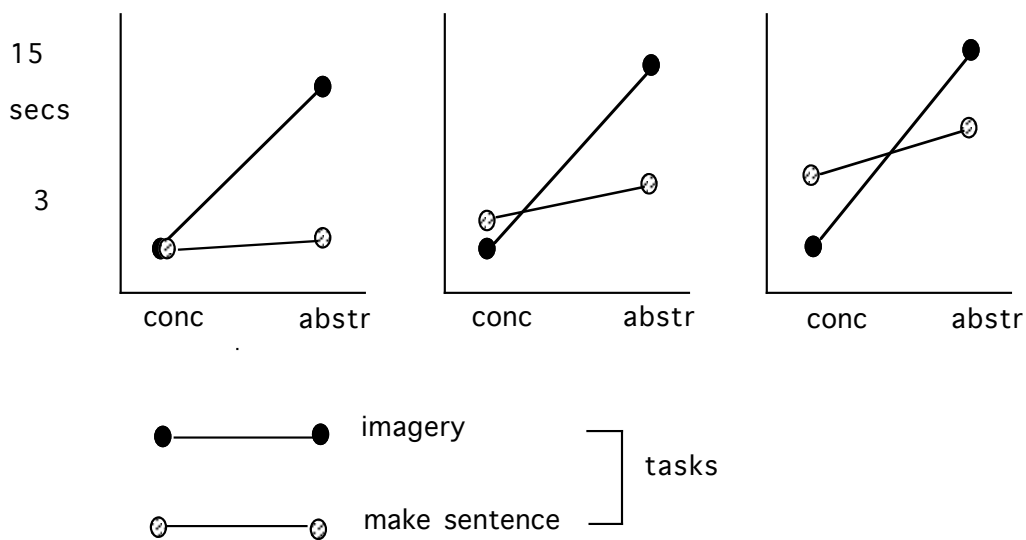 15
secs
3
conc abstr
conc abstr
conc abstr
imagery
tasks
make sentence